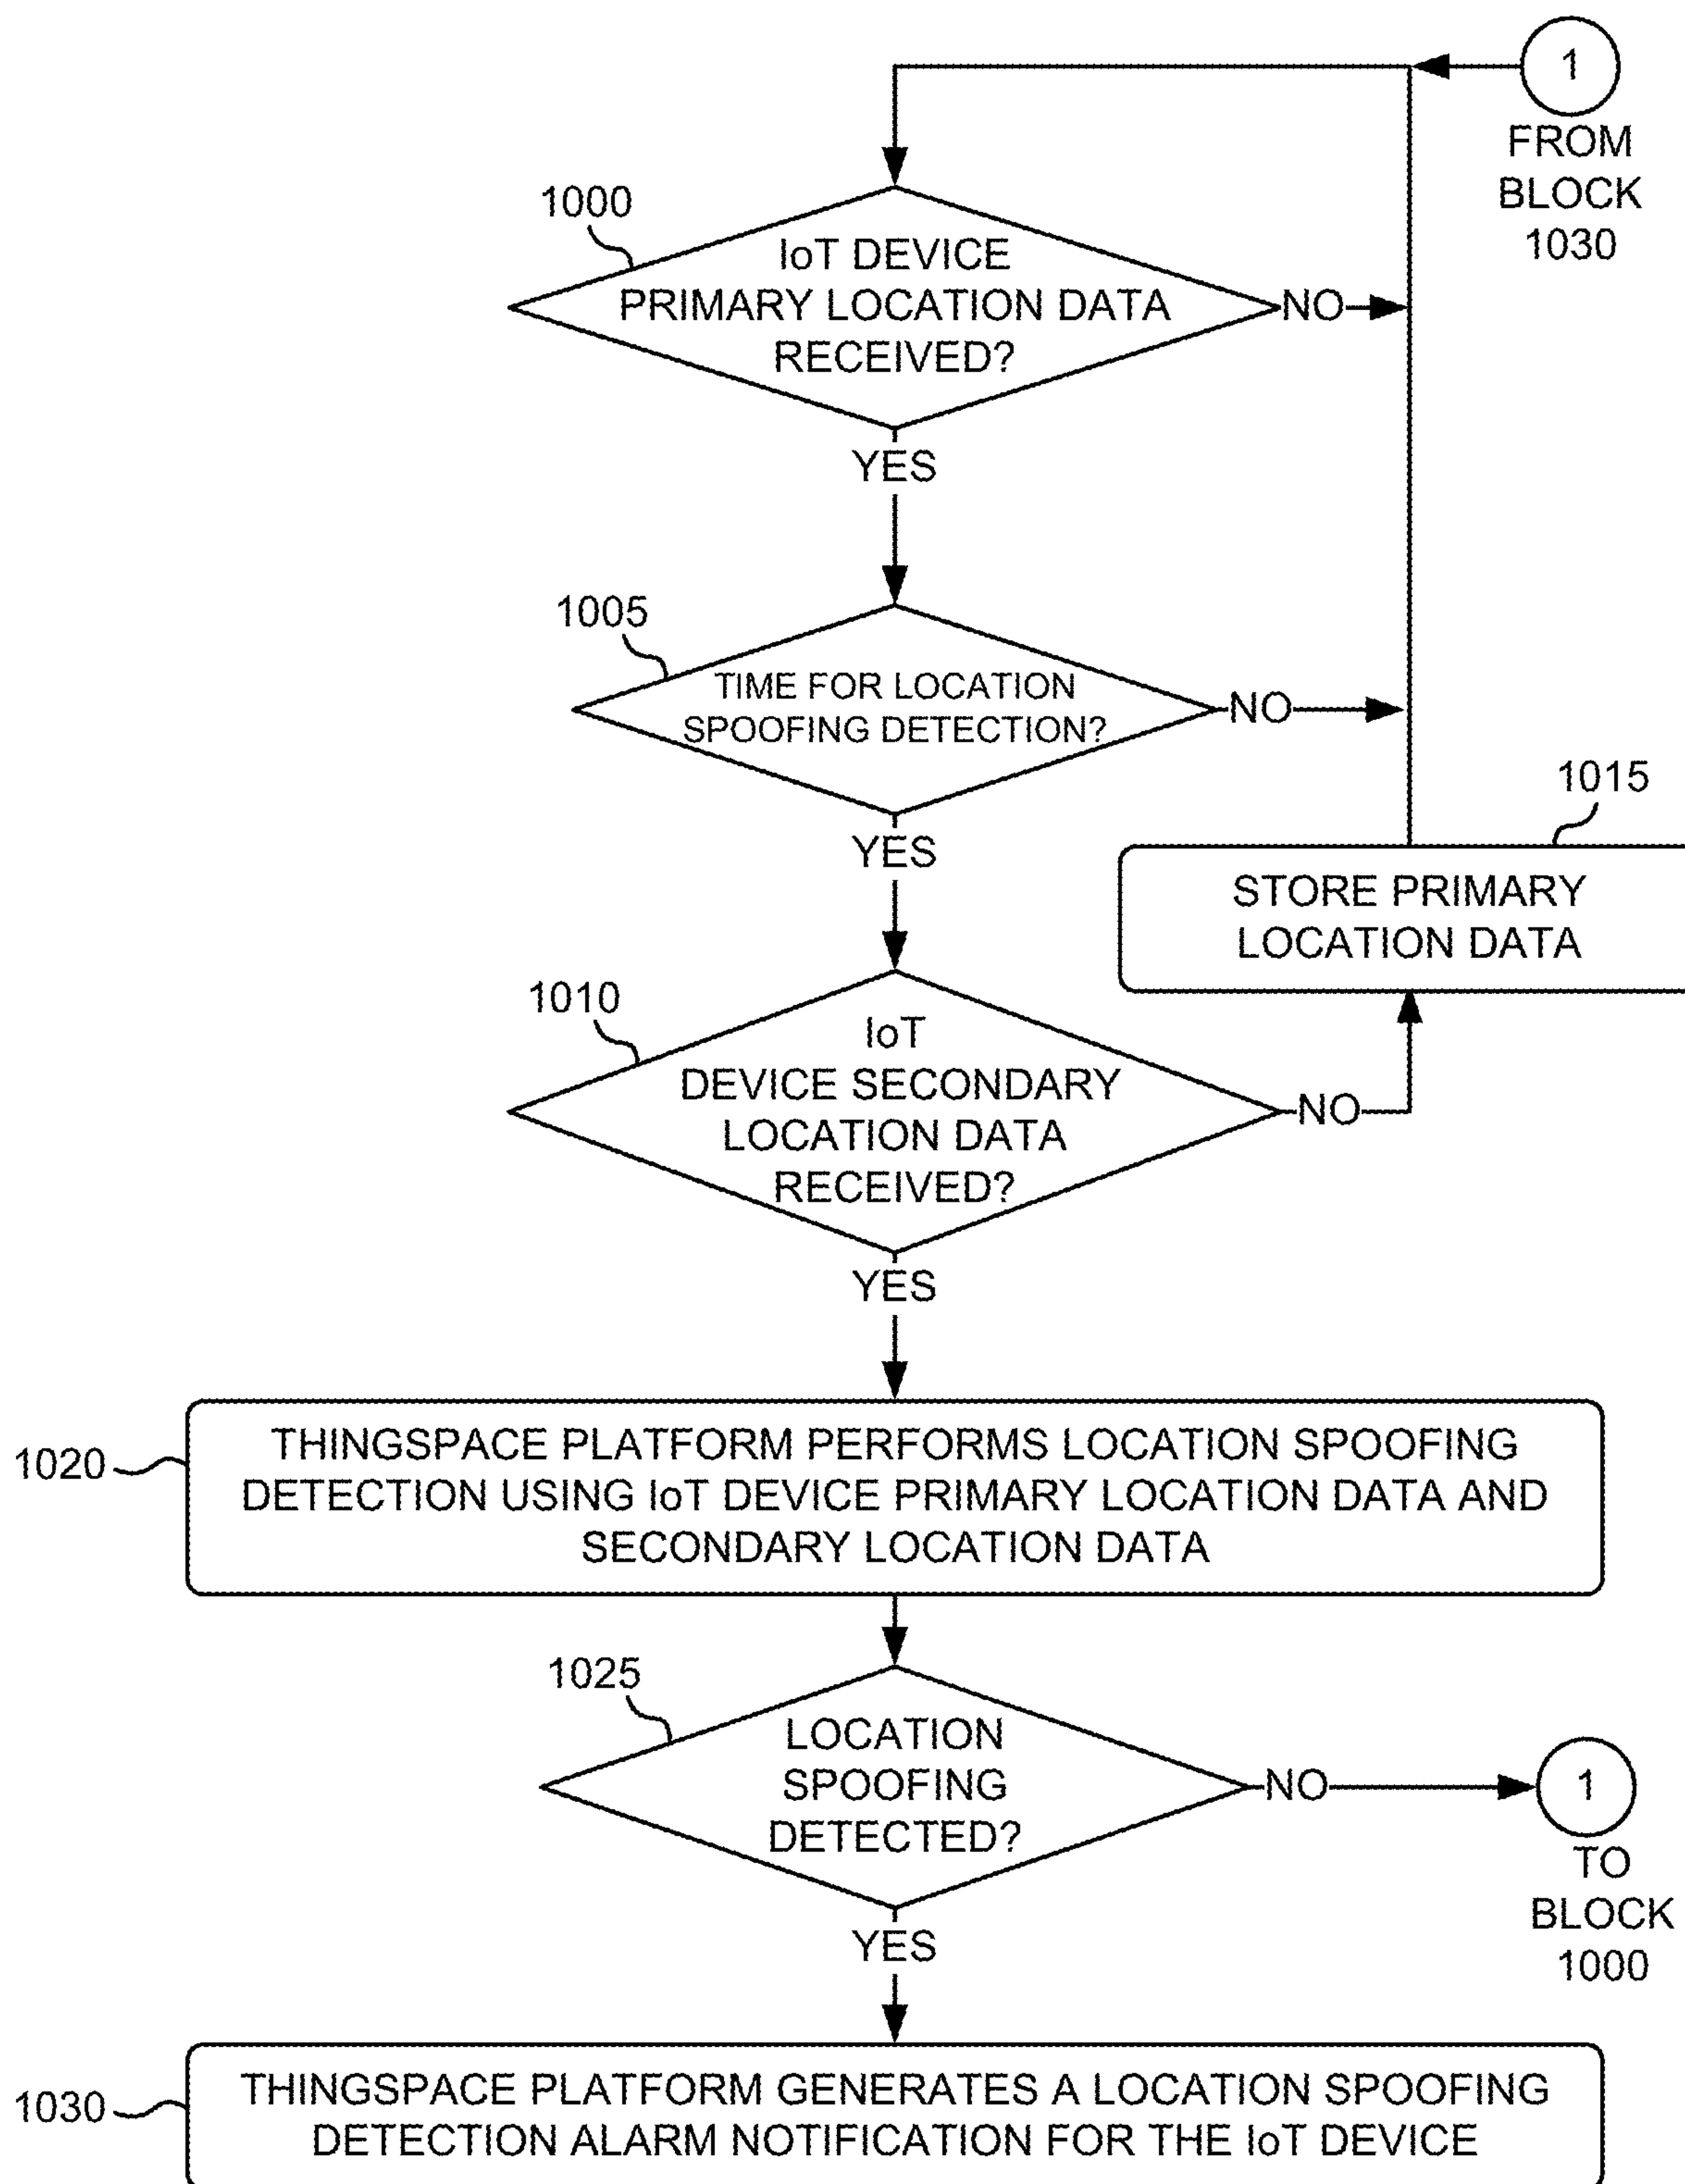 1
FROM
BLOCK
1030
1000
IoT DEVICE
PRIMARY LOCATION DATA
RECEIVED?
NO
YES
1005
TIME FOR LOCATION
SPOOFING DETECTION?
NO
YES
1015
STORE PRIMARY
LOCATION DATA
1010
IoT
DEVICE SECONDARY
LOCATION DATA
RECEIVED?
NO
YES
1020
THINGSPACE PLATFORM PERFORMS LOCATION SPOOFING
DETECTION USING IoT DEVICE PRIMARY LOCATION DATA AND
SECONDARY LOCATION DATA
1025
LOCATION
SPOOFING
DETECTED?
NO
1
TO
BLOCK
1000
YES
1030
THINGSPACE PLATFORM GENERATES A LOCATION SPOOFING
DETECTION ALARM NOTIFICATION FOR THE IoT DEVICE